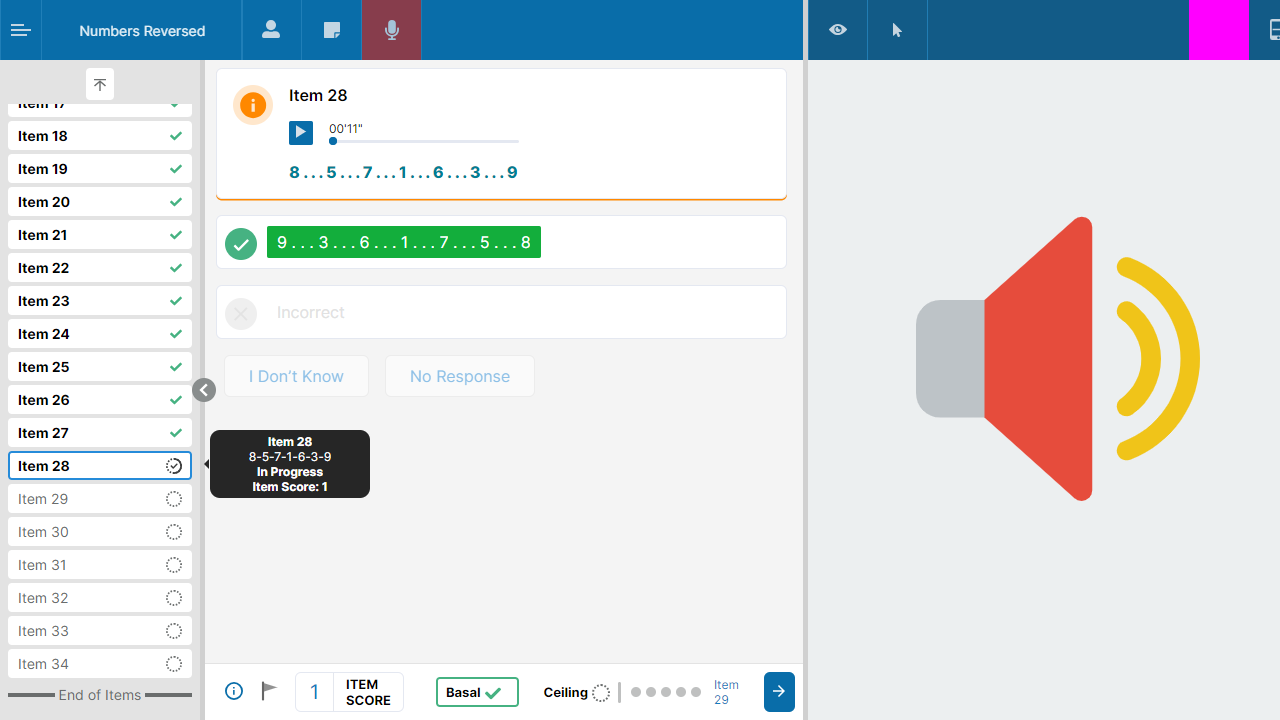 Numbers Reversed
Item 17
Item 18
Item 19
Item 20
Item 21
Item 22
Item 23
Item 24
Item 25
Item 26
Item 27
Item 28
Item 29
Item 30
Item 31
Item 32
Item 33
Item 34
End of Items
Item 28
00'11"
8...5...7...1...6...3...9
9...3...6...1...7...5...8
Incorrect
I Don't Know
No Response
Item 28
8-5-7-1-6-3-9
In Progress
Item Score: 1
1
ITEM
SCORE
Basal
Ceiling
Item
29